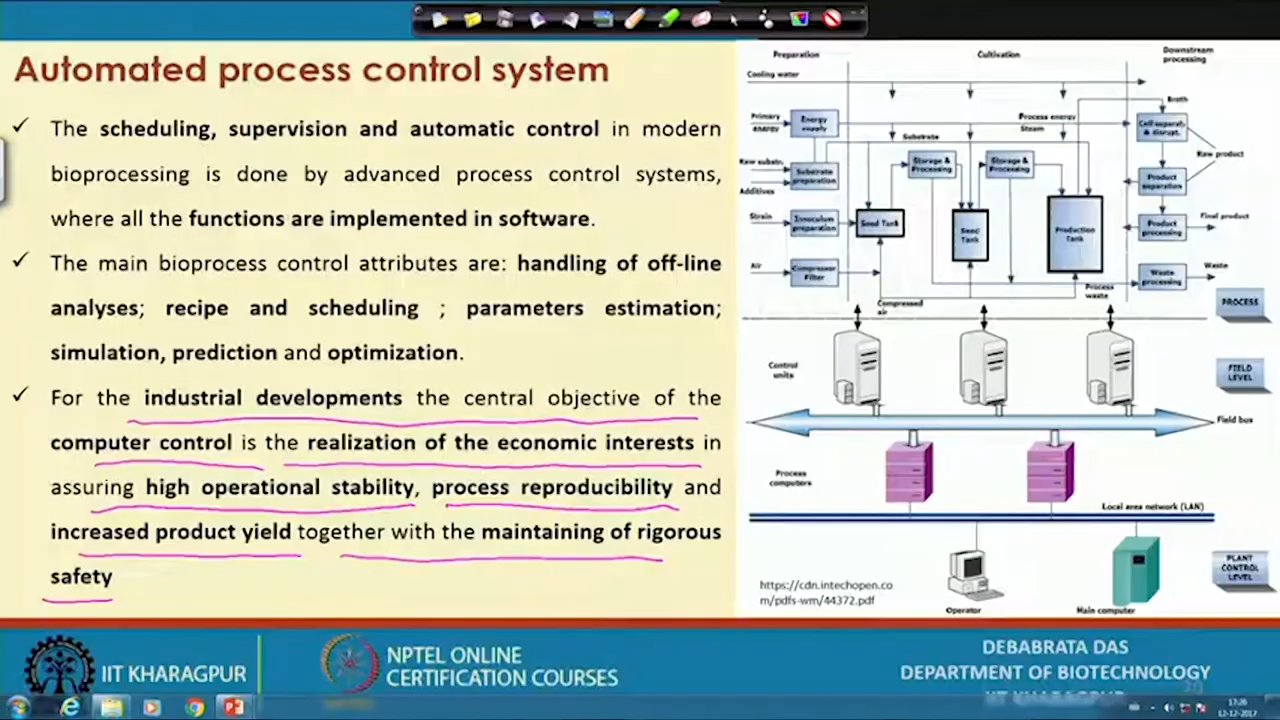 Automated process control system
✓ The scheduling, supervision and automatic control in modern
bioprocessing is done by advanced process control systems,
where all the functions are implemented in software.
✓ The main bioprocess control attributes are: handling of off-line
analyses; recipe and scheduling ; parameters estimation;
simulation, prediction and optimization.
✓ For the industrial developments the central objective of the
computer control is the realization of the economic interests in
assuring high operational stability, process reproducibility and
increased product yield together with the maintaining of rigorous
safety
Preparation
Cultivation
Downstream
processing
Cooling water
Broth
Primary
energy
Energy
supply
Process energy
Steam
Cell separat.
& disrupt.
Substrate
Raw product
Raw substr.
Additives
Substrate
preparation
Storage &
Processing
Storage &
Processing
Product
separation
Strain
Inoculum
preparation
Seed Tank
Seed
Tank
Production
Tank
Product
processing
Final product
Air
Compressor
Filter
Compressed
air
Process
waste
Waste
processing
Waste
PROCESS
Control
units
FIELD
LEVEL
Field bus
Process
computers
Local area network (LAN)
PLANT
CONTROL
LEVEL
Operator
Main computer
https://cdn.intechopen.co
m/pdfs-wm/44372.pdf
IIT KHARAGPUR
NPTEL ONLINE
CERTIFICATION COURSES
DEBABRATA DAS
DEPARTMENT OF BIOTECHNOLOGY
IIT KHARAGPUR
20
17:26
12-12-2017